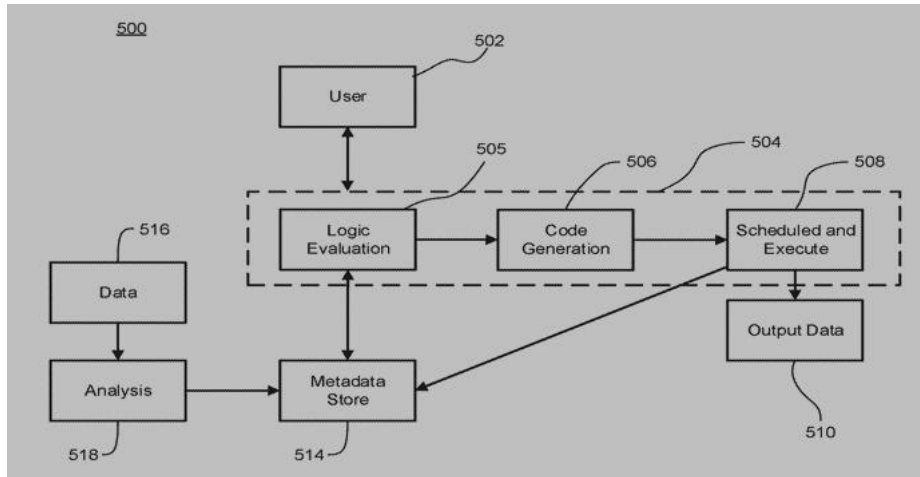 500
502
User
505
506
504
508
Logic
Evaluation
Code
Generation
Scheduled and
Execute
516
Data
Output Data
Analysis
Metadata
Store
518
514
510